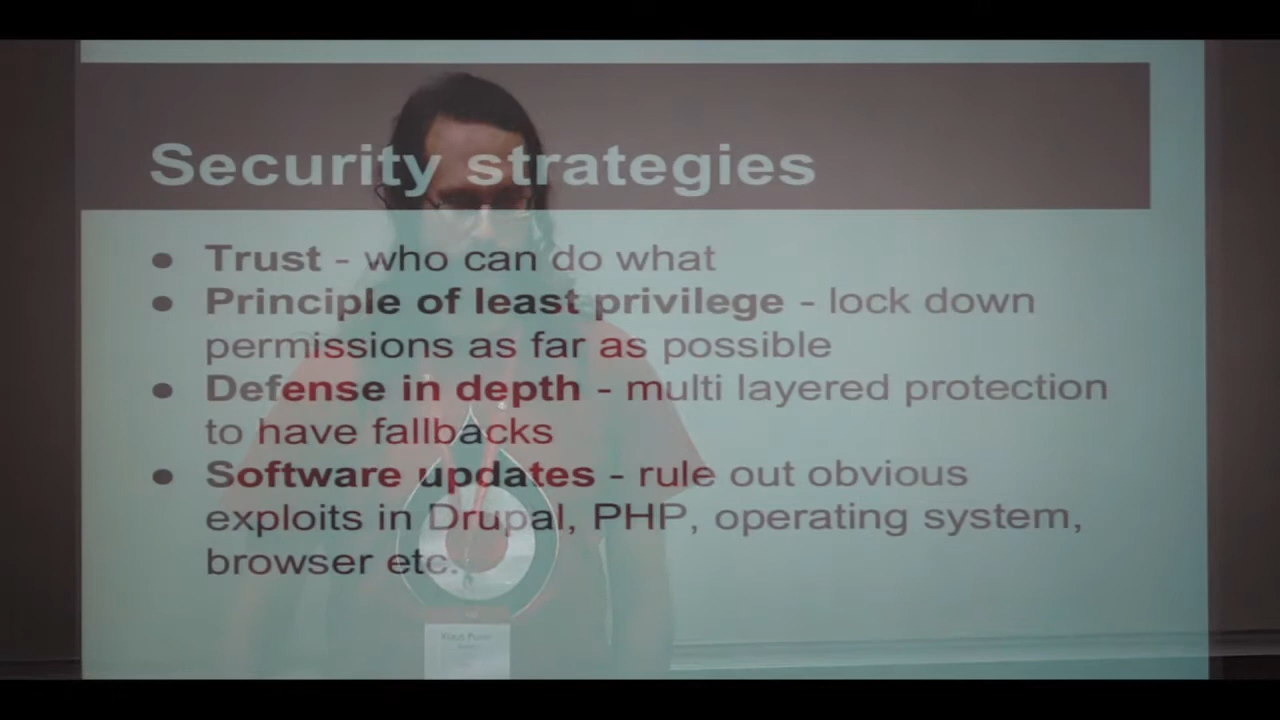 Security strategies
● Trust - who can do what
● Principle of least privilege - lock down
permissions as far as possible
● Defense in depth - multi layered protection
to have fallbacks
● Software updates - rule out obvious
exploits in Drupal, PHP, operating system,
browser etc.